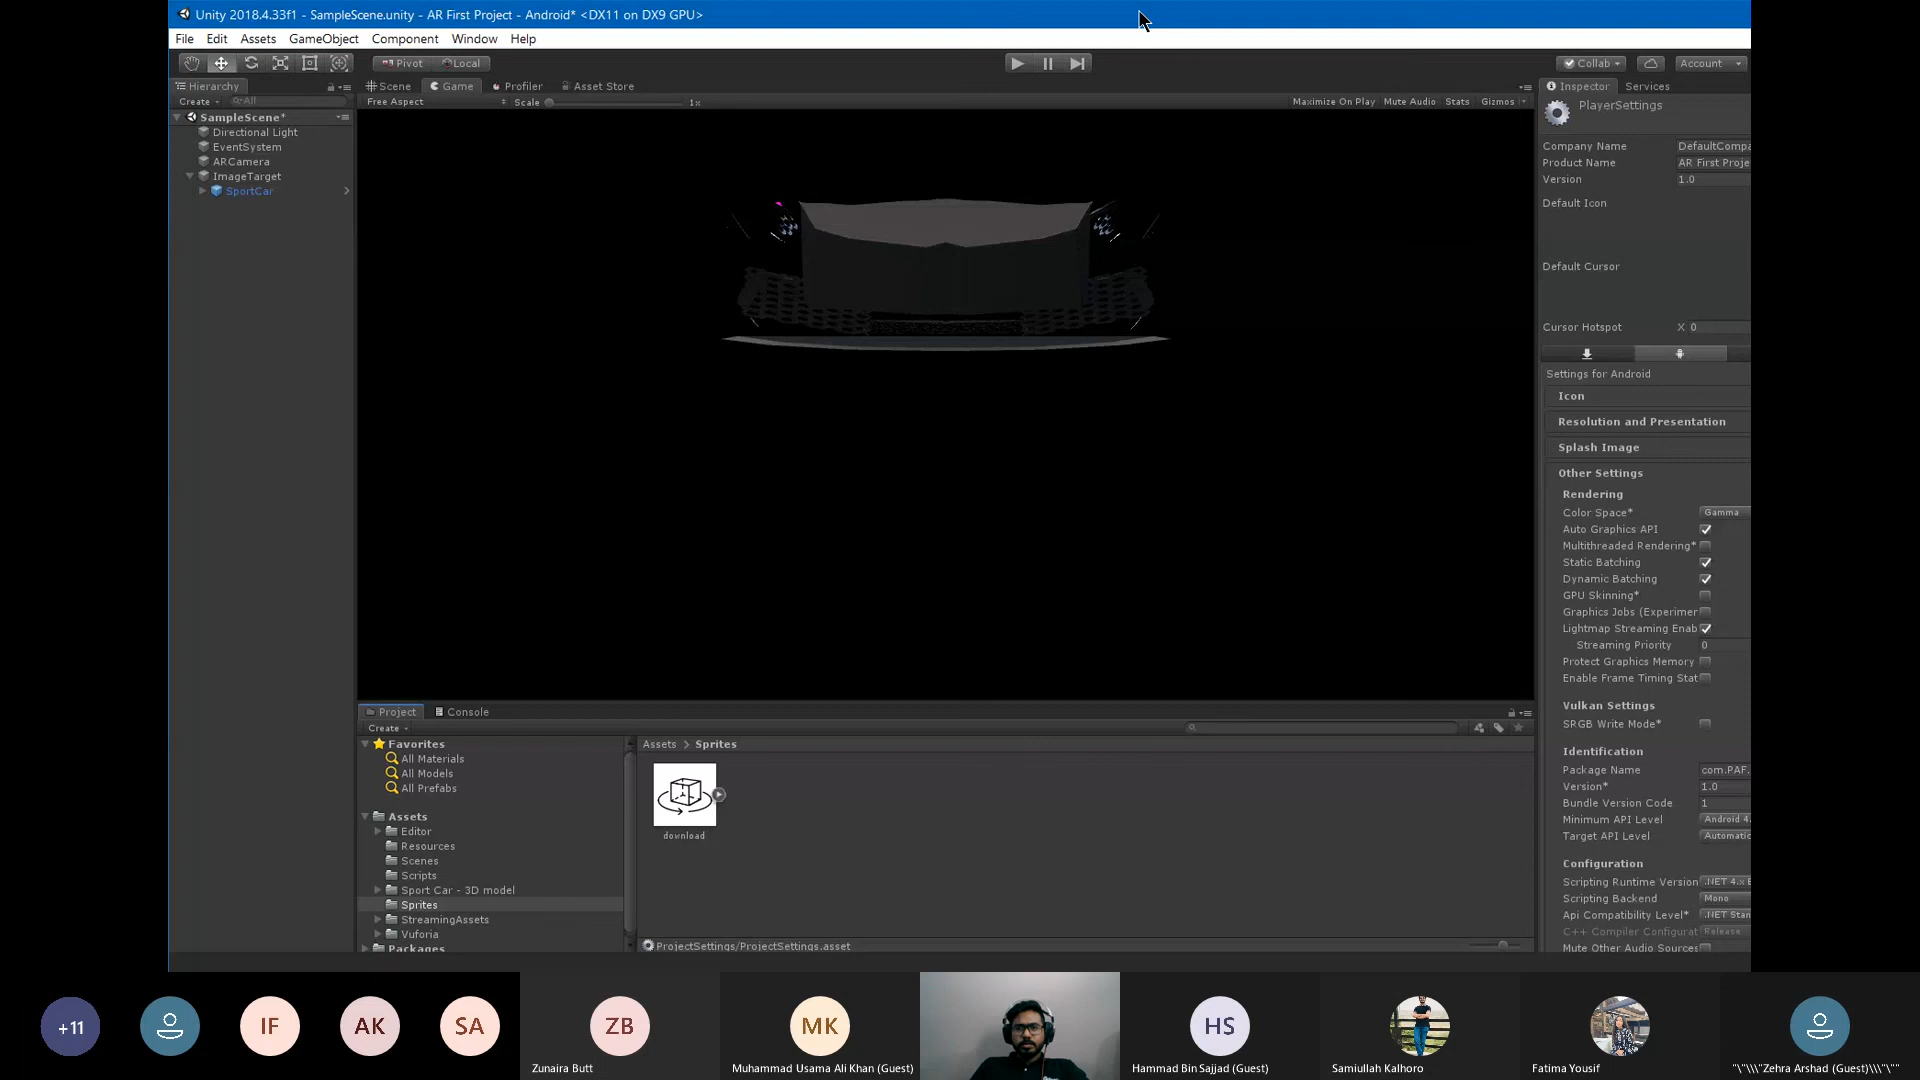 Unity 2018.4.33f1 - SampleScene.unity - AR First Project - Android* <DX11 on DX9 GPU>
File Edit Assets GameObject Component Window Help
Pivot Local
Collab Account
Hierarchy
Scene Game Profiler Asset Store
Inspector Services
Create All
Free Aspect Scale 1x
Maximize On Play Mute Audio Stats Gizmos
PlayerSettings
SampleScene*
Directional Light
EventSystem
ARCamera
ImageTarget
SportCar
Company Name DefaultCompa
Product Name AR First Proje
Version 1.0
Default Icon
Default Cursor
Cursor Hotspot X 0
Settings for Android
Icon
Resolution and Presentation
Splash Image
Other Settings
Rendering
Color Space* Gamma
Auto Graphics API
Multithreaded Rendering*
Static Batching
Dynamic Batching
GPU Skinning*
Graphics Jobs (Experimer
Lightmap Streaming Enab
Streaming Priority 0
Protect Graphics Memory
Enable Frame Timing Stat
Vulkan Settings
SRGB Write Mode*
Identification
Package Name com.PAF.
Version* 1.0
Bundle Version Code 1
Minimum API Level Android 4.
Target API Level Automatic
Configuration
Scripting Runtime Version .NET 4.x E
Scripting Backend Mono
Api Compatibility Level* .NET Stan
C++ Compiler Configurat Release
Mute Other Audio Sources
Project Console
Create
Favorites
All Materials
All Models
All Prefabs
Assets
Editor
Resources
Scenes
Scripts
Sport Car - 3D model
Sprites
StreamingAssets
Vuforia
Packages
Assets > Sprites
download
ProjectSettings/ProjectSettings.asset
+11
IF
AK
SA
ZB
Zunaira Butt
MK
Muhammad Usama Ali Khan (Guest)
HS
Hammad Bin Sajjad (Guest)
Samiullah Kalhoro
Fatima Yousif
"\"\\\"Zehra Arshad (Guest)\\\"\""